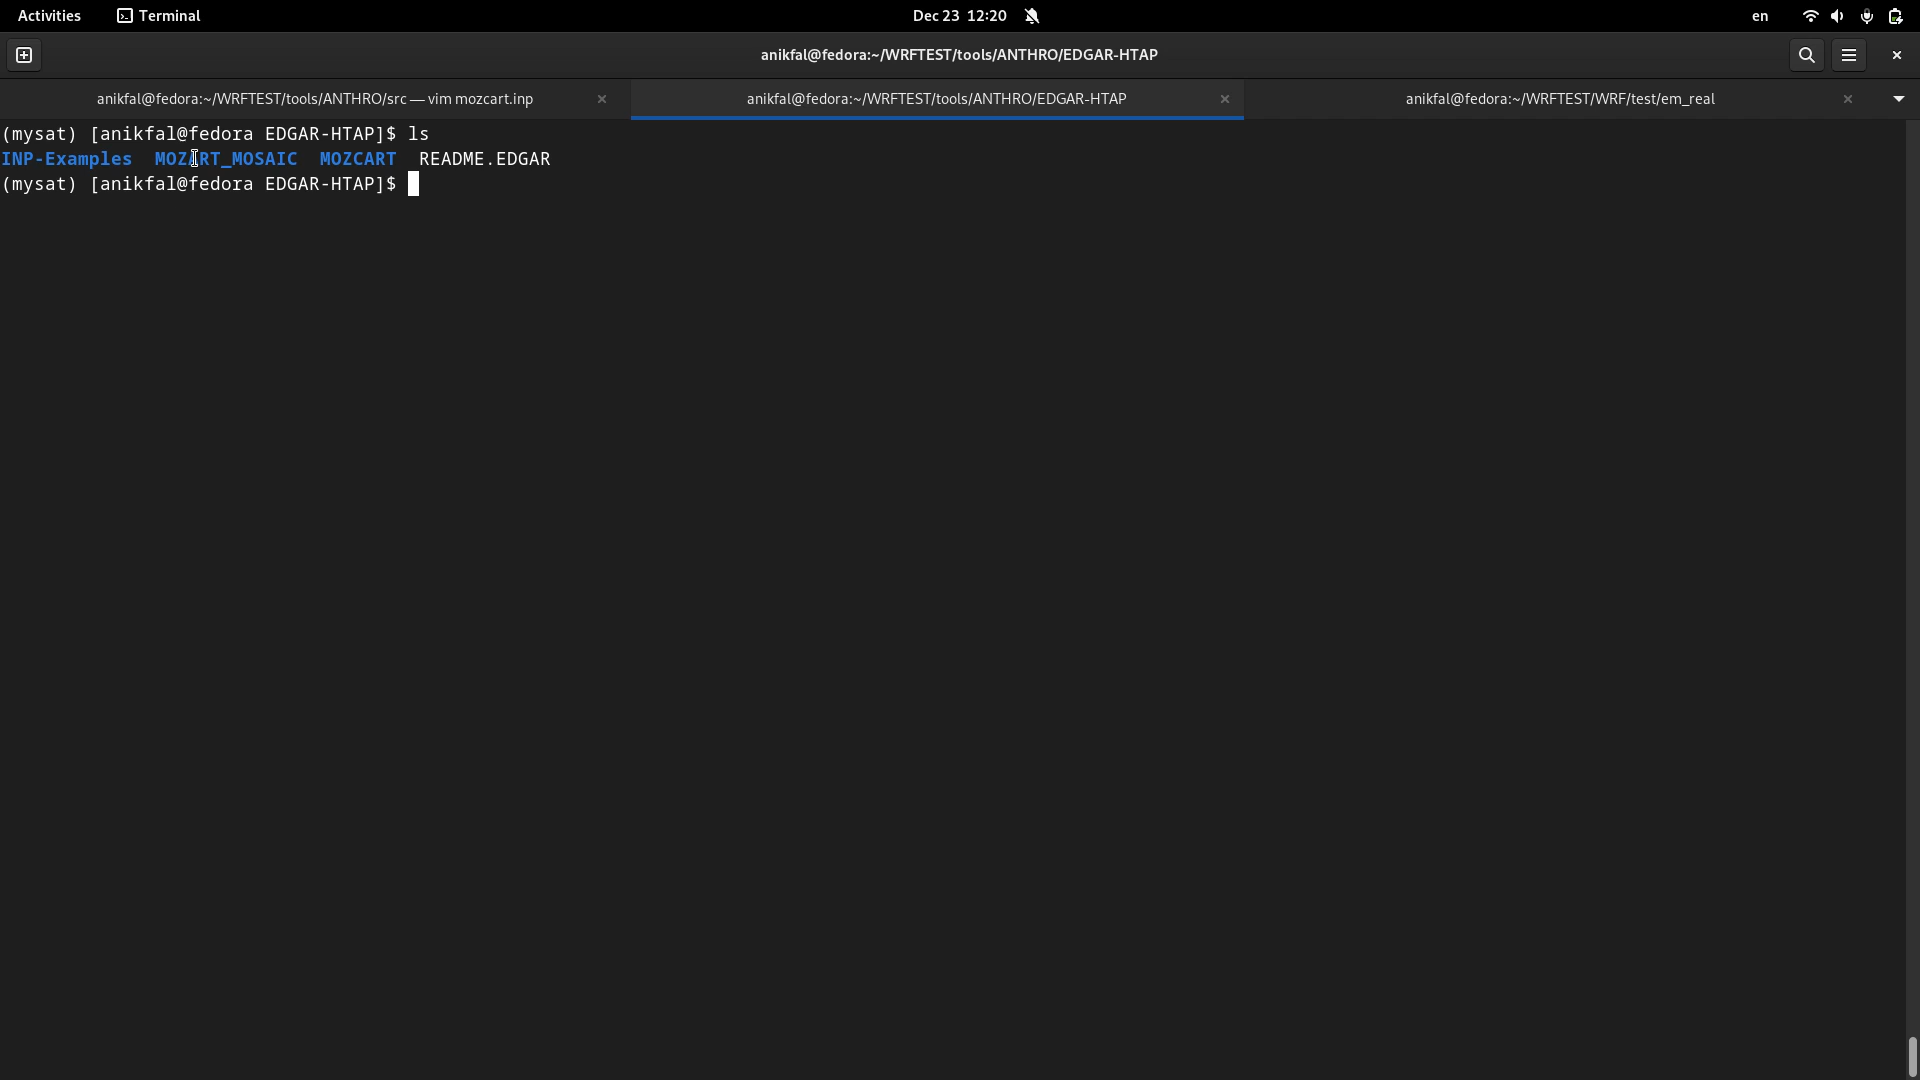 Activities Terminal Dec 23 12:20 en
anikfal@fedora:~/WRFTEST/tools/ANTHRO/EDGAR-HTAP
anikfal@fedora:~/WRFTEST/tools/ANTHRO/src — vim mozcart.inp anikfal@fedora:~/WRFTEST/tools/ANTHRO/EDGAR-HTAP anikfal@fedora:~/WRFTEST/WRF/test/em_real
(mysat) [anikfal@fedora EDGAR-HTAP]$ ls
INP-Examples MOZART_MOSAIC MOZCART README.EDGAR
(mysat) [anikfal@fedora EDGAR-HTAP]$